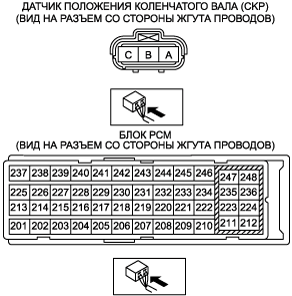 ДАТЧИК ПОЛОЖЕНИЯ КОЛЕНЧАТОГО ВАЛА (CKP)
(ВИД НА РАЗЪЕМ СО СТОРОНЫ ЖГУТА ПРОВОДОВ)
C B A
БЛОК PCM
(ВИД НА РАЗЪЕМ СО СТОРОНЫ ЖГУТА ПРОВОДОВ)
237 238 239 240 241 242 243 244 245 246 247 248
225 226 227 228 229 230 231 232 233 234 235 236
213 214 215 216 217 218 219 220 221 222 223 224
201 202 203 204 205 206 207 208 209 210 211 212